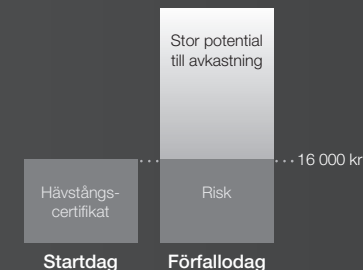 Stor potential
till avkastning
16 000 kr
Hävstångs-
certifikat
Risk
Startdag
Förfallodag